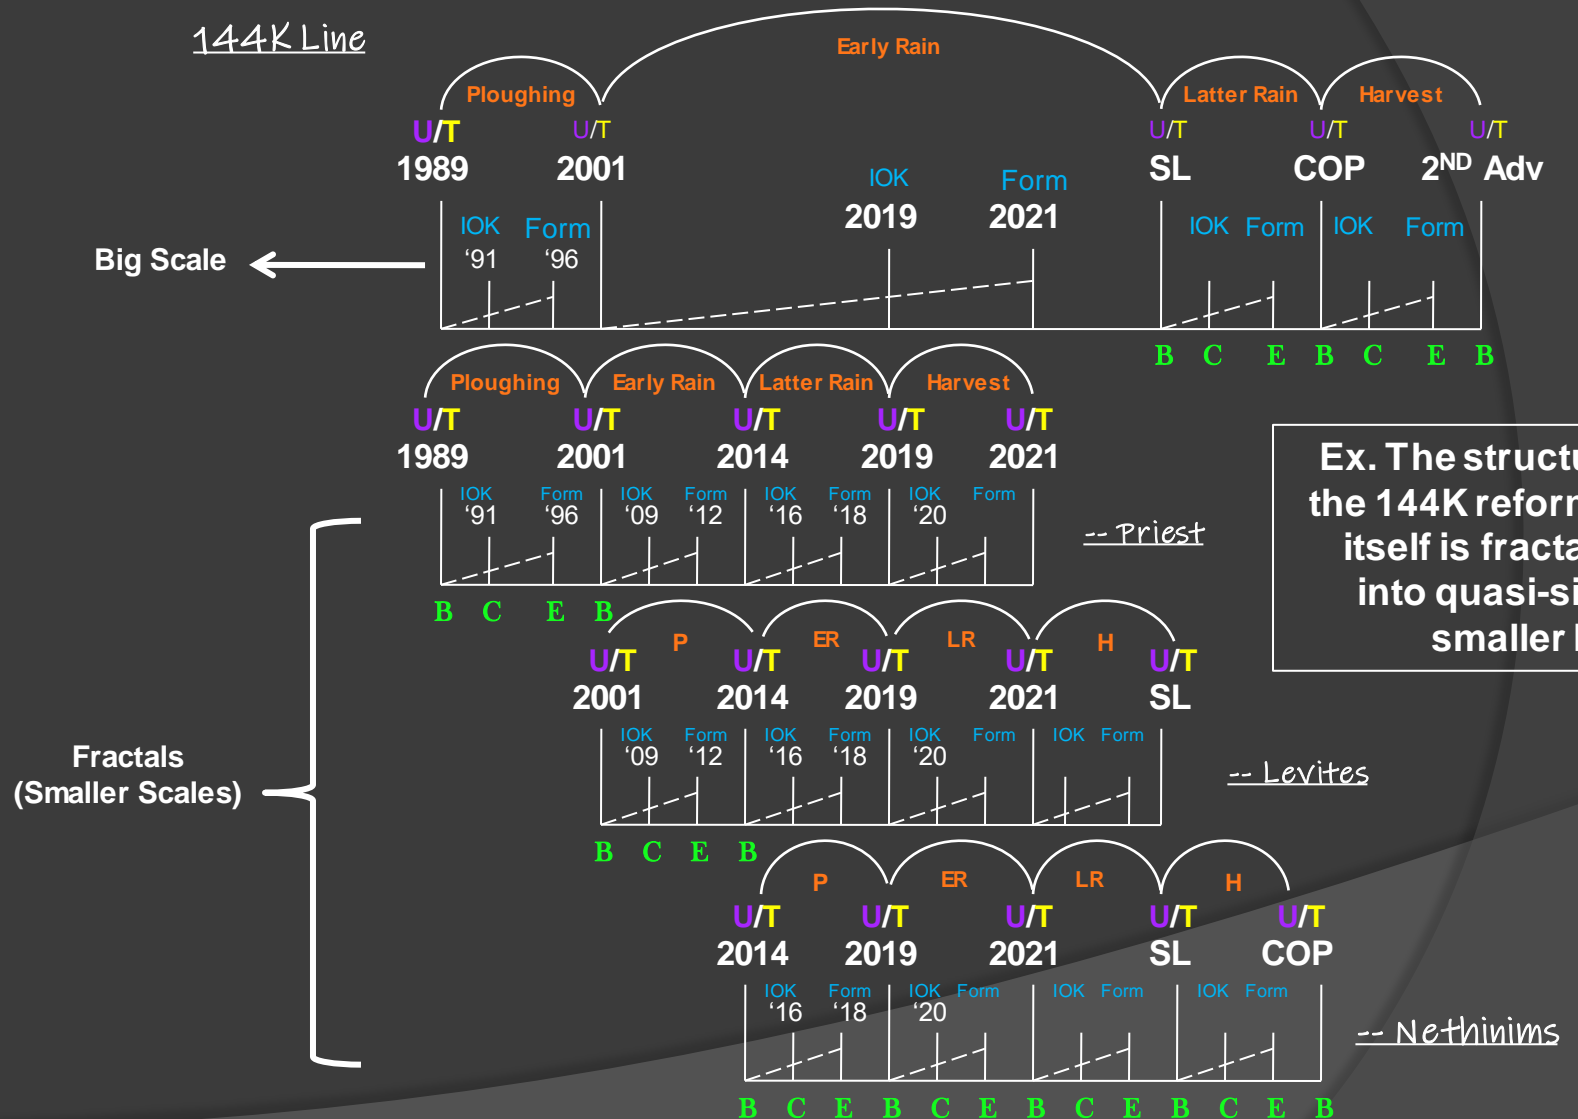 144K Line
Early Rain
Ploughing Latter Rain Harvest
U/T U/T U/T U/T U/T
1989 2001 SL COP 2ND Adv
IOK Form
2019 2021
IOK Form IOK Form IOK Form
‘91 ‘96
Big Scale
B C E B C E B
Ploughing Early Rain Latter Rain Harvest
U/T U/T U/T U/T U/T
1989 2001 2014 2019 2021
IOK Form IOK Form IOK Form IOK Form
‘91 ‘96 ‘09 ‘12 ‘16 ‘18 ‘20
-- Priest
B C E B
Ex. The structu
the 144K reform
itself is fracta
into quasi-si
smaller
P ER LR H
U/T U/T U/T U/T U/T
2001 2014 2019 2021 SL
IOK Form IOK Form IOK Form IOK Form
‘09 ‘12 ‘16 ‘18 ‘20
-- Levites
Fractals
(Smaller Scales)
B C E B
P ER LR H
U/T U/T U/T U/T U/T
2014 2019 2021 SL COP
IOK Form IOK Form IOK Form IOK Form
‘16 ‘18 ‘20
-- Nethinims
B C E B C E B C E B C E B